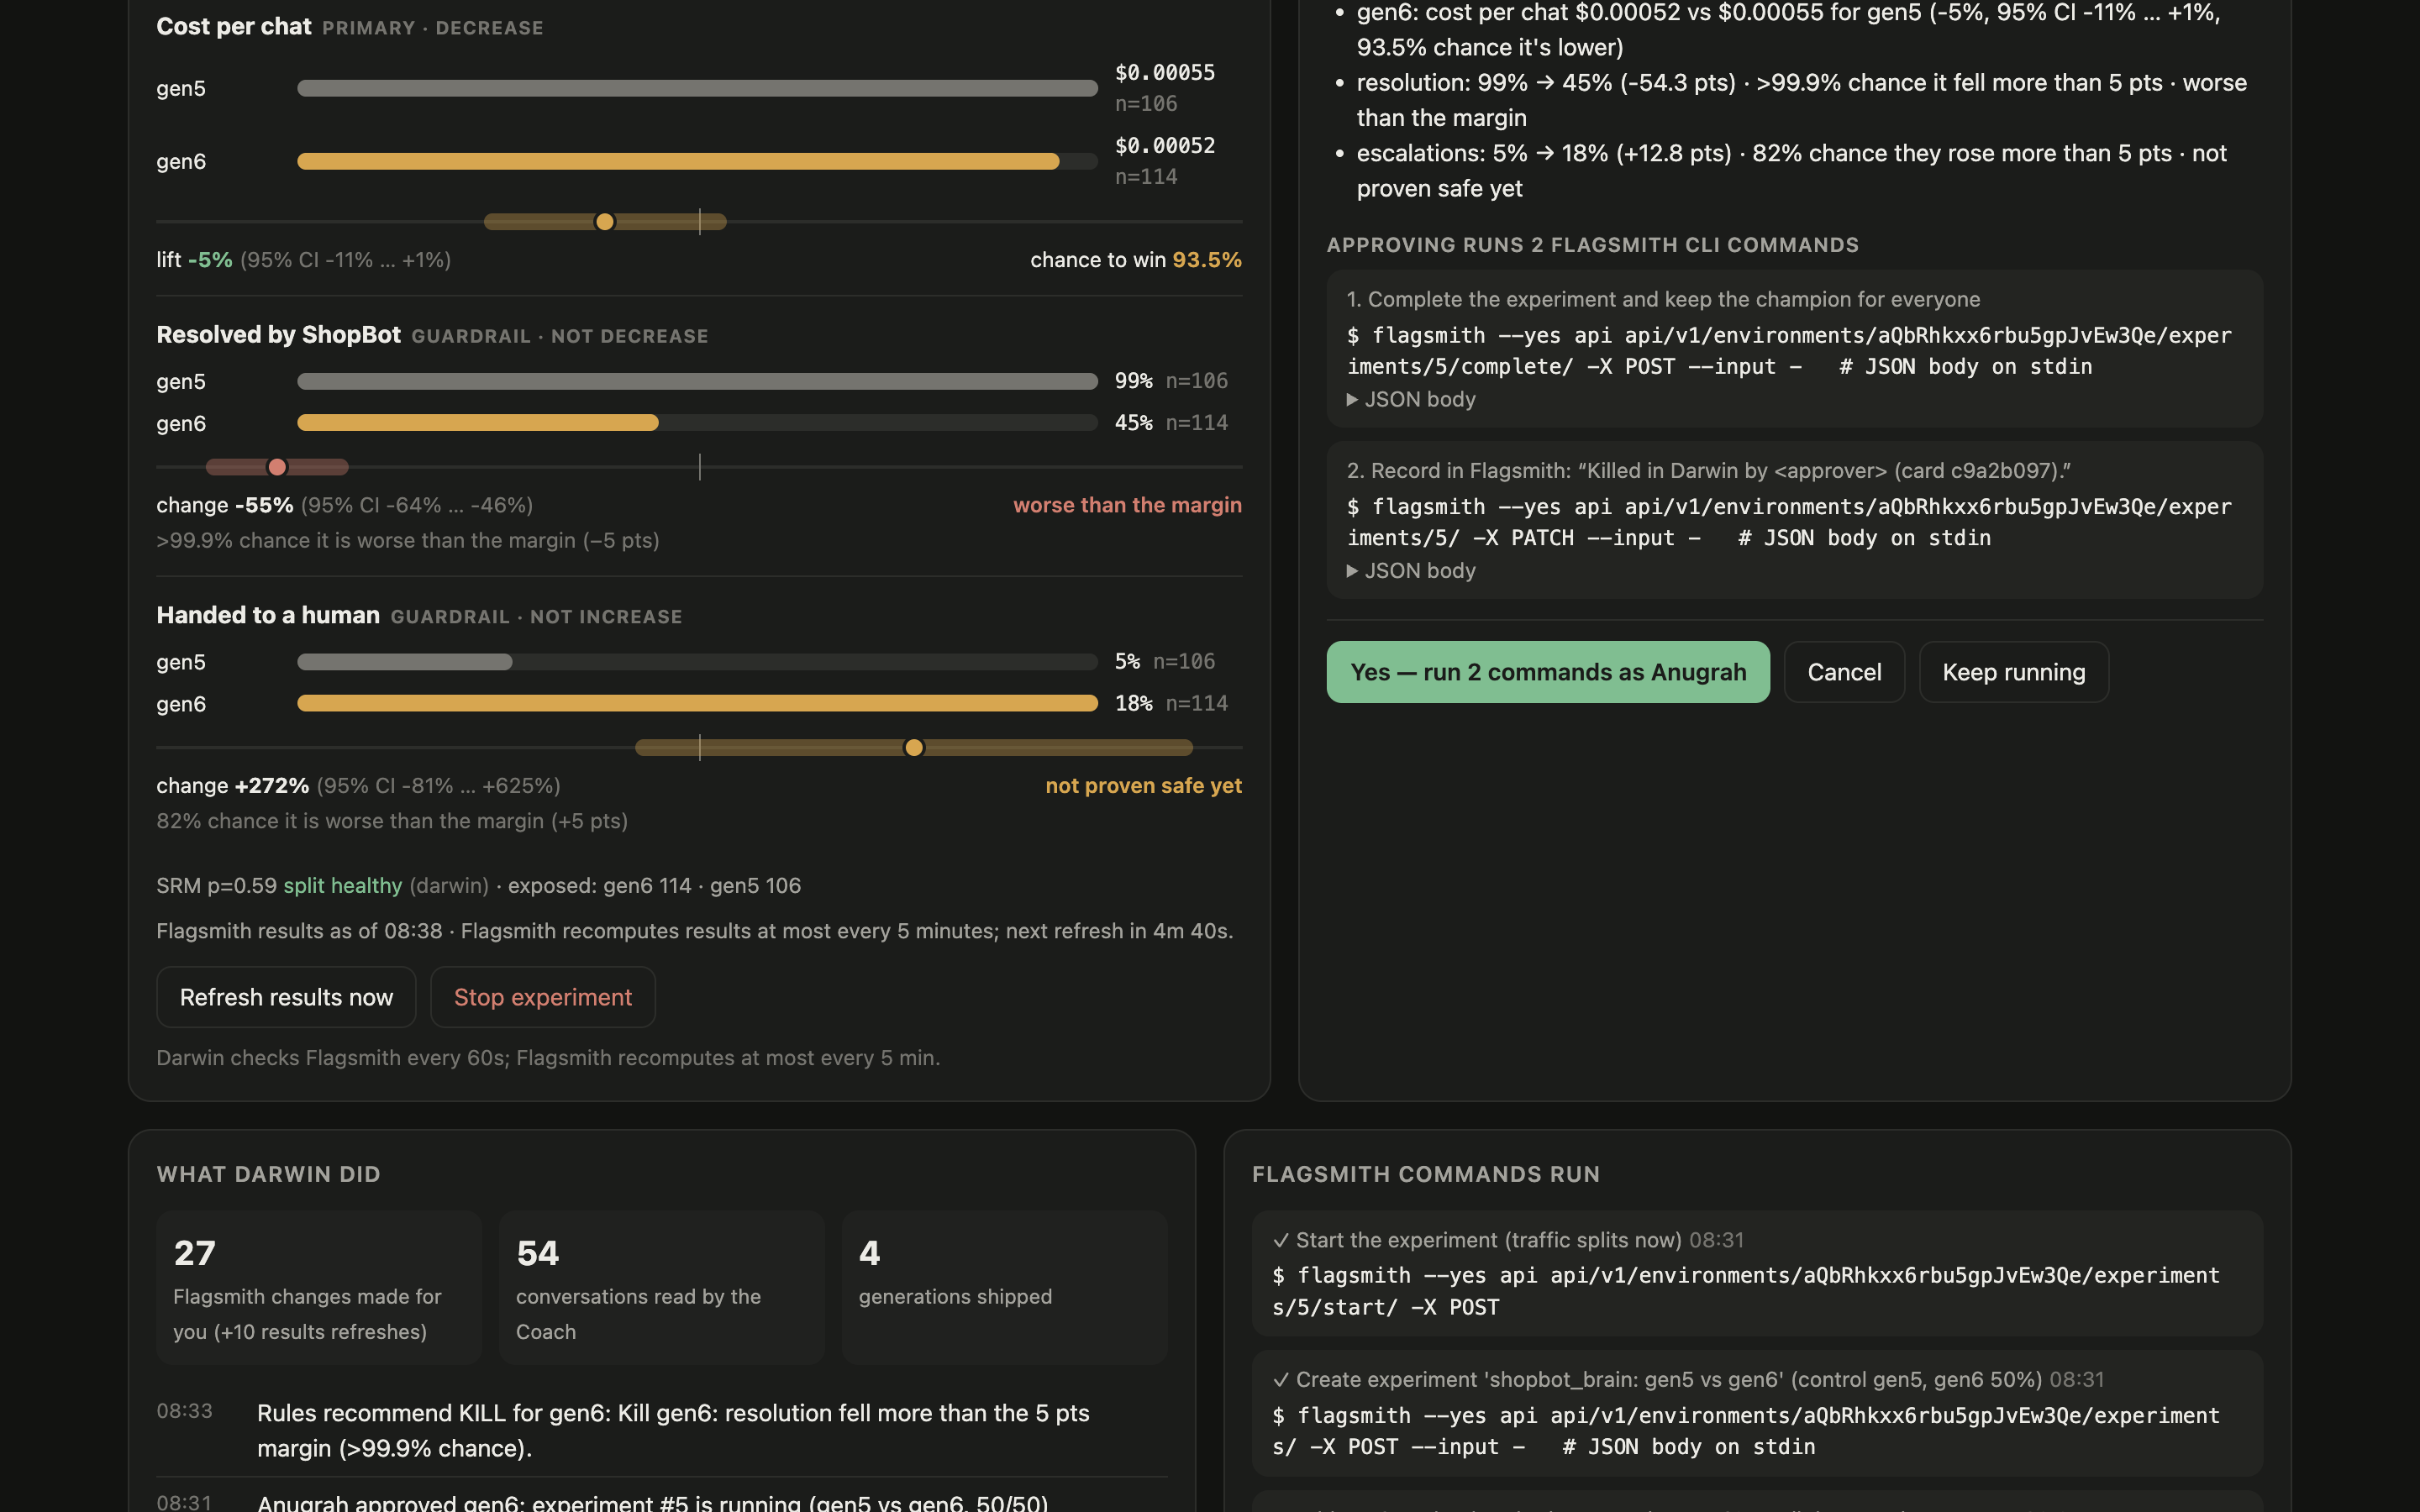 Cost per chat PRIMARY · DECREASE
gen5
$0.00055
n=106
gen6
$0.00052
n=114
lift -5% (95% CI -11% ... +1%)
chance to win 93.5%
Resolved by ShopBot GUARDRAIL · NOT DECREASE
gen5
99% n=106
gen6
45% n=114
change -55% (95% CI -64% ... -46%)
worse than the margin
>99.9% chance it is worse than the margin (−5 pts)
Handed to a human GUARDRAIL · NOT INCREASE
gen5
5% n=106
gen6
18% n=114
change +272% (95% CI -81% ... +625%)
not proven safe yet
82% chance it is worse than the margin (+5 pts)
SRM p=0.59 split healthy (darwin) · exposed: gen6 114 · gen5 106
Flagsmith results as of 08:38 · Flagsmith recomputes results at most every 5 minutes; next refresh in 4m 40s.
Refresh results now
Stop experiment
Darwin checks Flagsmith every 60s; Flagsmith recomputes at most every 5 min.
• gen6: cost per chat $0.00052 vs $0.00055 for gen5 (-5%, 95% CI -11% ... +1%,
93.5% chance it's lower)
• resolution: 99% → 45% (-54.3 pts) · >99.9% chance it fell more than 5 pts · worse
than the margin
• escalations: 5% → 18% (+12.8 pts) · 82% chance they rose more than 5 pts · not
proven safe yet
APPROVING RUNS 2 FLAGSMITH CLI COMMANDS
1. Complete the experiment and keep the champion for everyone
$ flagsmith --yes api api/v1/environments/aQbRhkxx6rbu5gpJvEw3Qe/exper
iments/5/complete/ -X POST --input - # JSON body on stdin
▶ JSON body
2. Record in Flagsmith: “Killed in Darwin by <approver> (card c9a2b097).”
$ flagsmith --yes api api/v1/environments/aQbRhkxx6rbu5gpJvEw3Qe/exper
iments/5/ -X PATCH --input - # JSON body on stdin
▶ JSON body
Yes — run 2 commands as Anugrah
Cancel
Keep running
WHAT DARWIN DID
27
Flagsmith changes made for
you (+10 results refreshes)
54
conversations read by the
Coach
4
generations shipped
08:33
Rules recommend KILL for gen6: Kill gen6: resolution fell more than the 5 pts
margin (>99.9% chance).
08:31
Anugrah approved gen6: experiment #5 is running (gen5 vs gen6, 50/50)
FLAGSMITH COMMANDS RUN
✓ Start the experiment (traffic splits now) 08:31
$ flagsmith --yes api api/v1/environments/aQbRhkxx6rbu5gpJvEw3Qe/experiment
s/5/start/ -X POST
✓ Create experiment 'shopbot_brain: gen5 vs gen6' (control gen5, gen6 50%) 08:31
$ flagsmith --yes api api/v1/environments/aQbRhkxx6rbu5gpJvEw3Qe/experiment
s/ -X POST --input - # JSON body on stdin